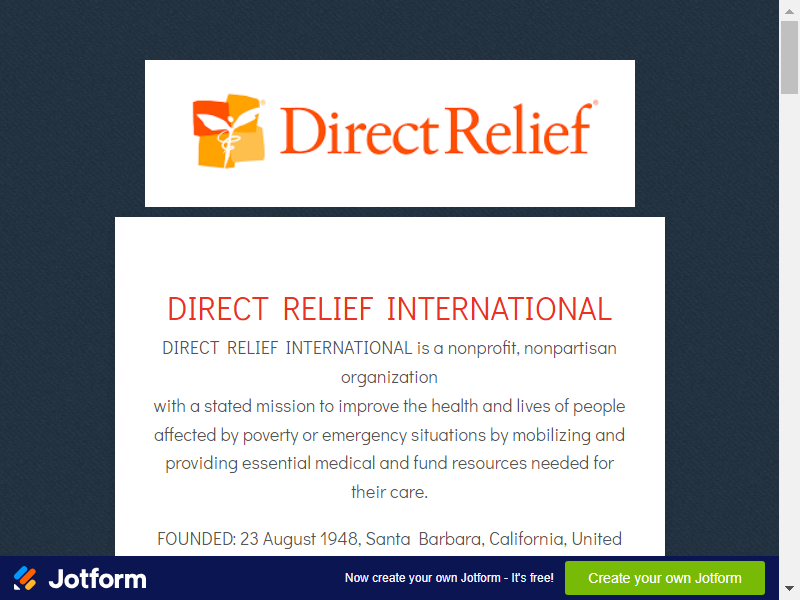 Direct Relief
DIRECT RELIEF INTERNATIONAL
DIRECT RELIEF INTERNATIONAL is a nonprofit, nonpartisan
organization
with a stated mission to improve the health and lives of people
affected by poverty or emergency situations by mobilizing and
providing essential medical and fund resources needed for
their care.
FOUNDED: 23 August 1948, Santa Barbara, California, United
Jotform
Now create your own Jotform - It's free!
Create your own Jotform